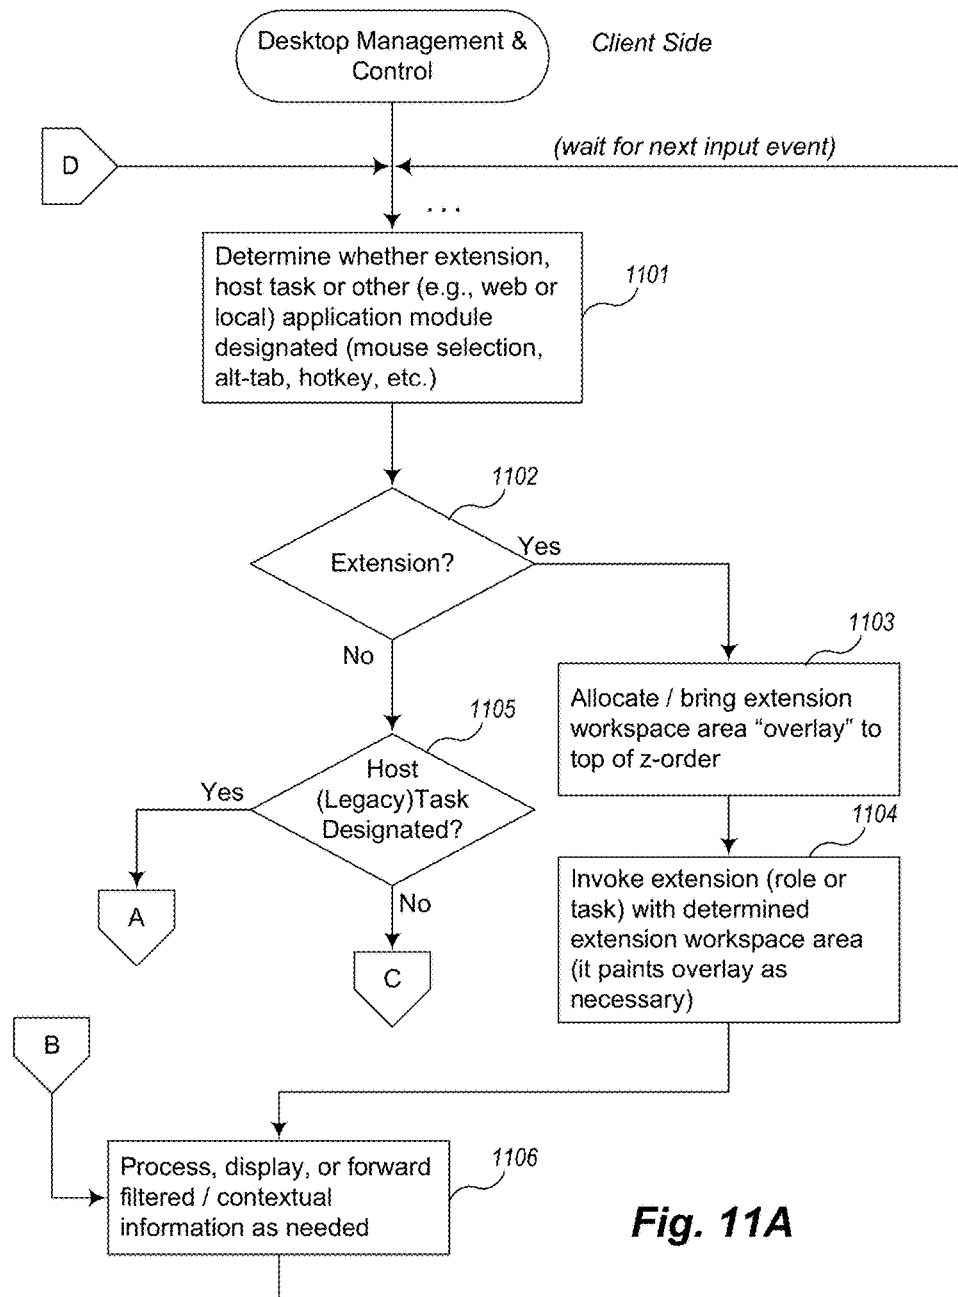 Desktop Management &
Control
Client Side
D
(wait for next input event)
...
Determine whether extension,
host task or other (e.g., web or
local) application module
designated (mouse selection,
alt-tab, hotkey, etc.)
1101
1102
Extension?
Yes
No
1103
Allocate / bring extension
workspace area “overlay” to
top of z-order
1105
Host
(Legacy)Task
Designated?
Yes
No
A
C
1104
Invoke extension (role or
task) with determined
extension workspace area
(it paints overlay as
necessary)
B
1106
Process, display, or forward
filtered / contextual
information as needed
Fig. 11A